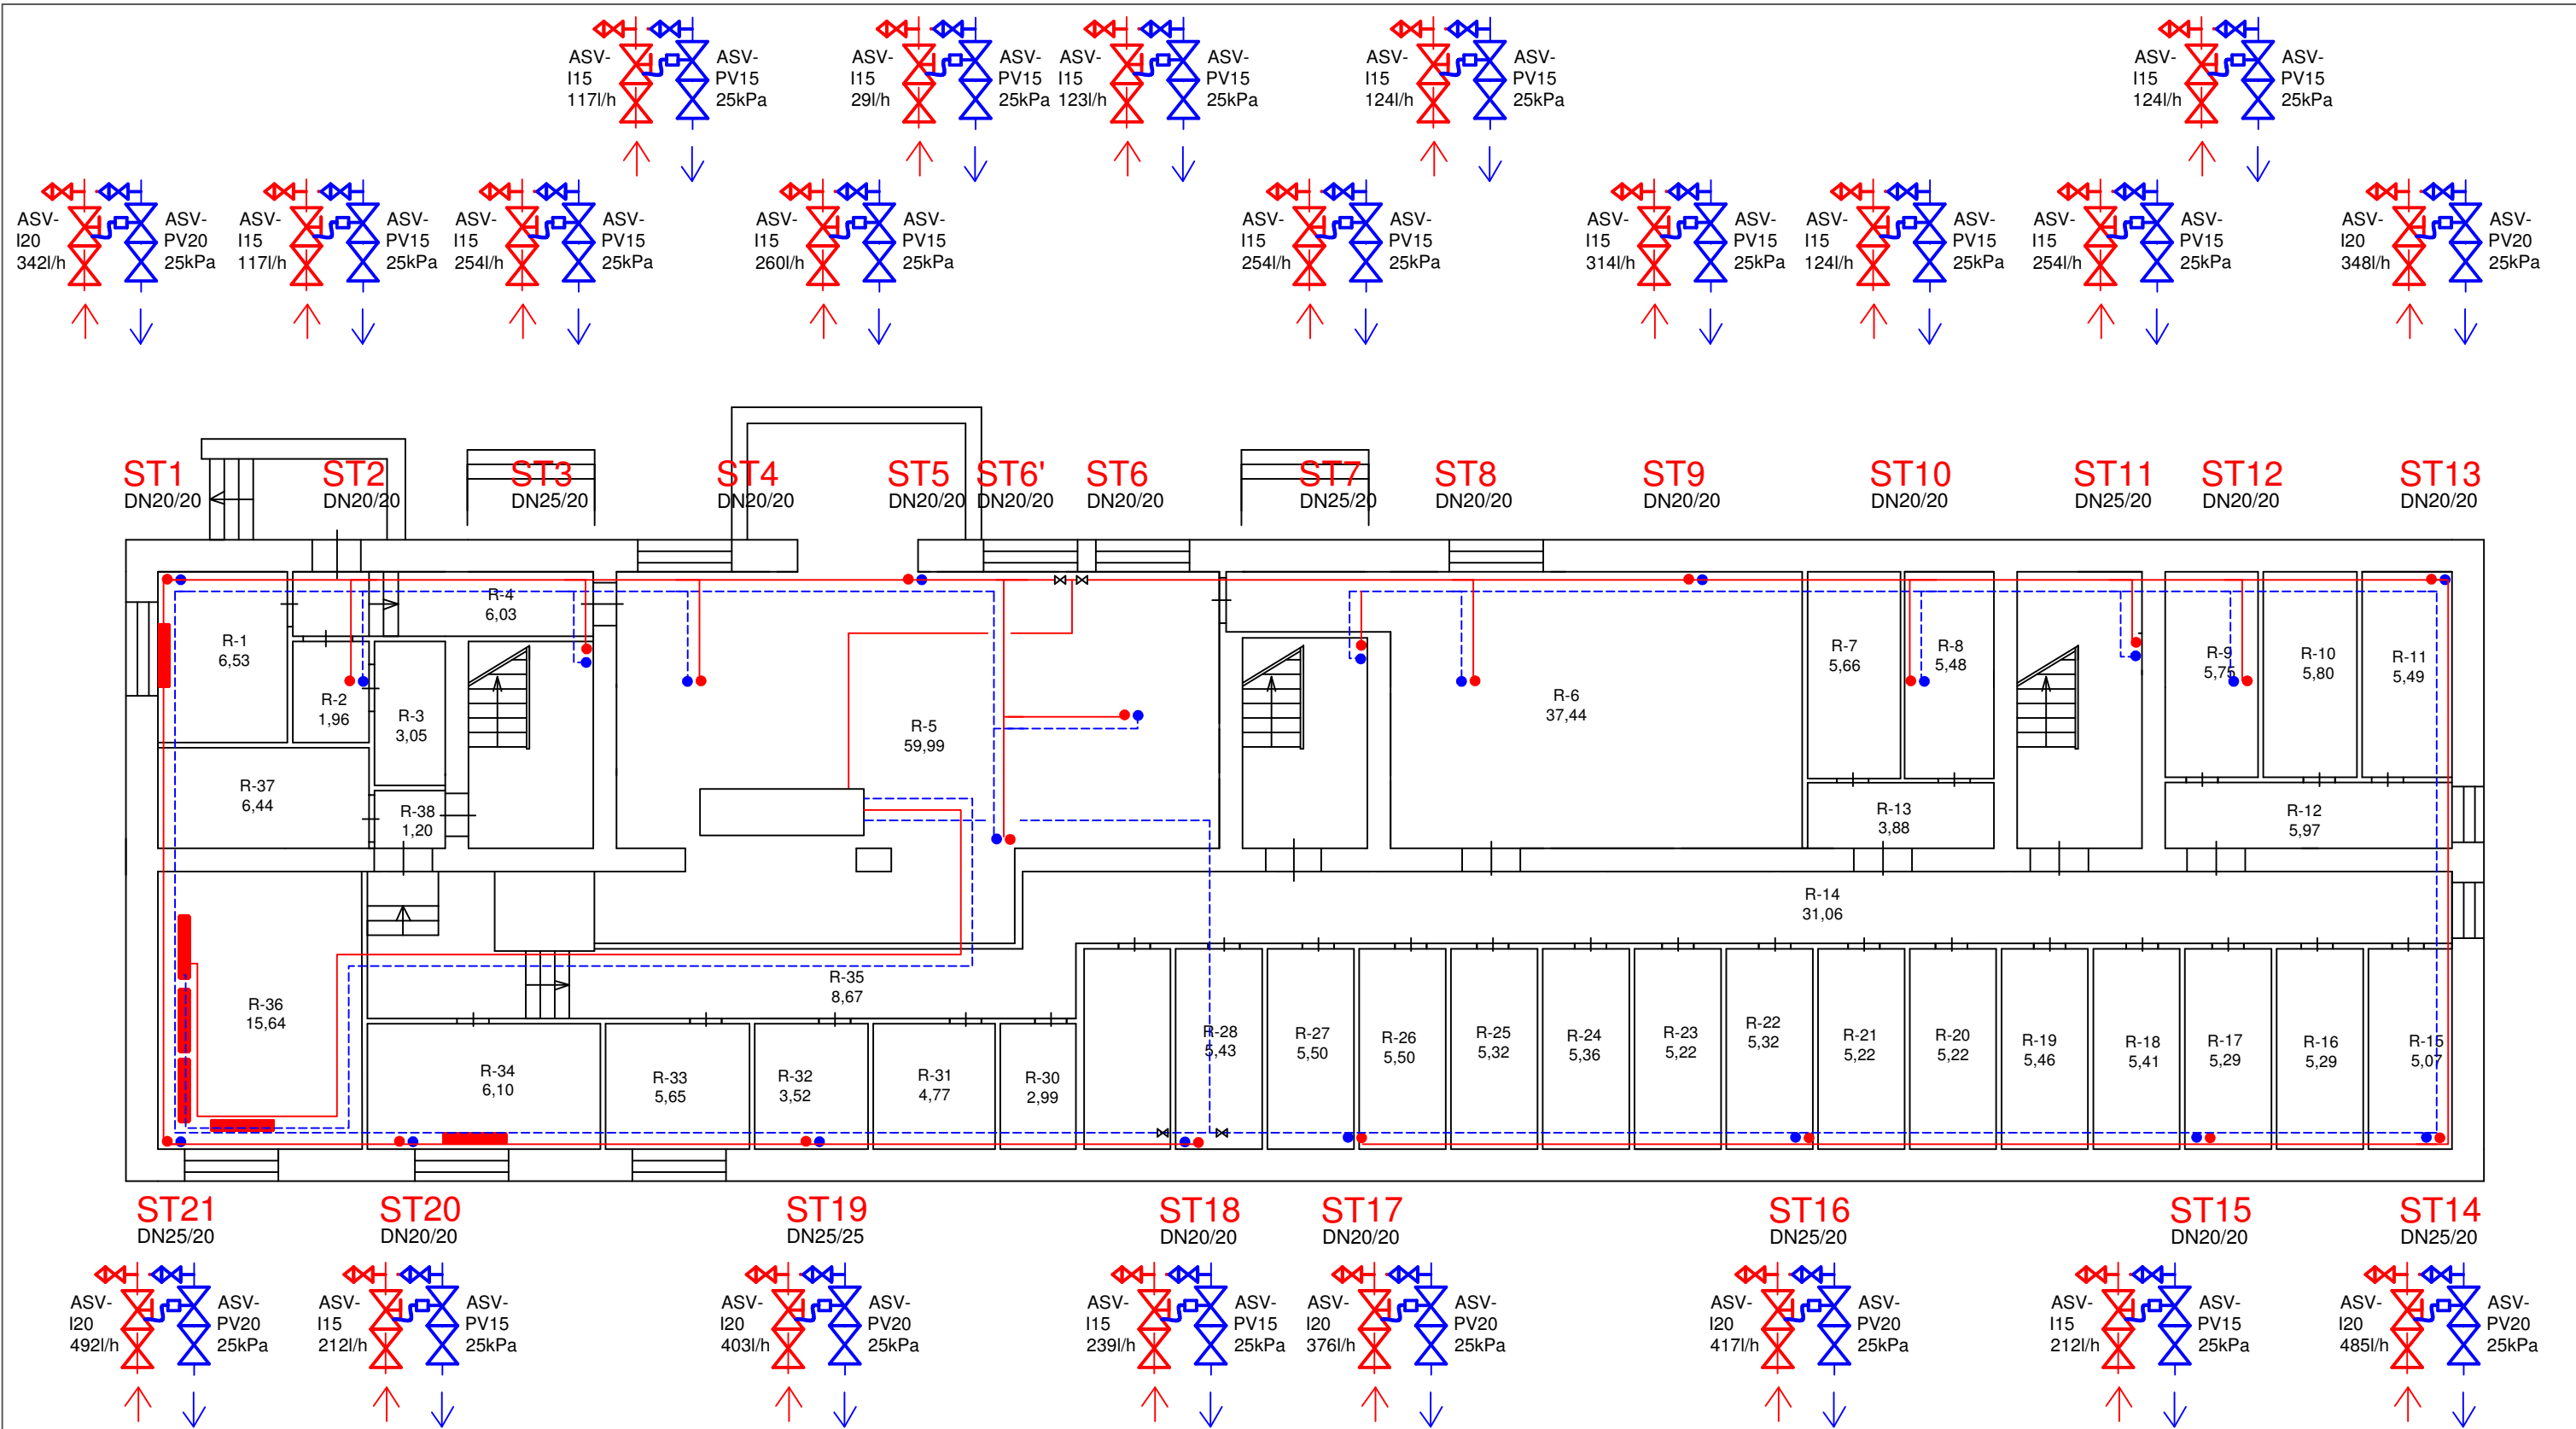 ASV-
I15
117l/h
ASV-
PV15
25kPa
ASV-
I15
29l/h
ASV-
PV15
25kPa
ASV-
I15
123l/h
ASV-
PV15
25kPa
ASV-
I15
124l/h
ASV-
PV15
25kPa
ASV-
I15
124l/h
ASV-
PV15
25kPa
ASV-
I20
342l/h
ASV-
PV20
25kPa
ASV-
I15
117l/h
ASV-
PV15
25kPa
ASV-
I15
254l/h
ASV-
PV15
25kPa
ASV-
I15
260l/h
ASV-
PV15
25kPa
ASV-
I15
254l/h
ASV-
PV15
25kPa
ASV-
I15
314l/h
ASV-
PV15
25kPa
ASV-
I15
124l/h
ASV-
PV15
25kPa
ASV-
I15
254l/h
ASV-
PV15
25kPa
ASV-
I20
348l/h
ASV-
PV20
25kPa
ST1
DN20/20
ST2
DN20/20
ST3
DN25/20
ST4
DN20/20
ST5
DN20/20
ST6'
DN20/20
ST6
DN20/20
ST7
DN25/20
ST8
DN20/20
ST9
DN20/20
ST10
DN20/20
ST11
DN25/20
ST12
DN20/20
ST13
DN20/20
R-1
6,53
R-4
6,03
R-2
1,96
R-3
3,05
R-5
59,99
R-6
37,44
R-7
5,66
R-8
5,48
R-9
5,75
R-10
5,80
R-11
5,49
R-37
6,44
R-38
1,20
R-13
3,88
R-12
5,97
R-14
31,06
R-36
15,64
R-35
8,67
R-34
6,10
R-33
5,65
R-32
3,52
R-31
4,77
R-30
2,99
R-28
5,43
R-27
5,50
R-26
5,50
R-25
5,32
R-24
5,36
R-23
5,22
R-22
5,32
R-21
5,22
R-20
5,22
R-19
5,46
R-18
5,41
R-17
5,29
R-16
5,29
R-15
5,07
ST21
DN25/20
ST20
DN20/20
ST19
DN25/25
ST18
DN20/20
ST17
DN20/20
ST16
DN25/20
ST15
DN20/20
ST14
DN25/20
ASV-
I20
492l/h
ASV-
PV20
25kPa
ASV-
I15
212l/h
ASV-
PV15
25kPa
ASV-
I20
403l/h
ASV-
PV20
25kPa
ASV-
I15
239l/h
ASV-
PV15
25kPa
ASV-
I20
376l/h
ASV-
PV20
25kPa
ASV-
I20
417l/h
ASV-
PV20
25kPa
ASV-
I15
212l/h
ASV-
PV15
25kPa
ASV-
I20
485l/h
ASV-
PV20
25kPa